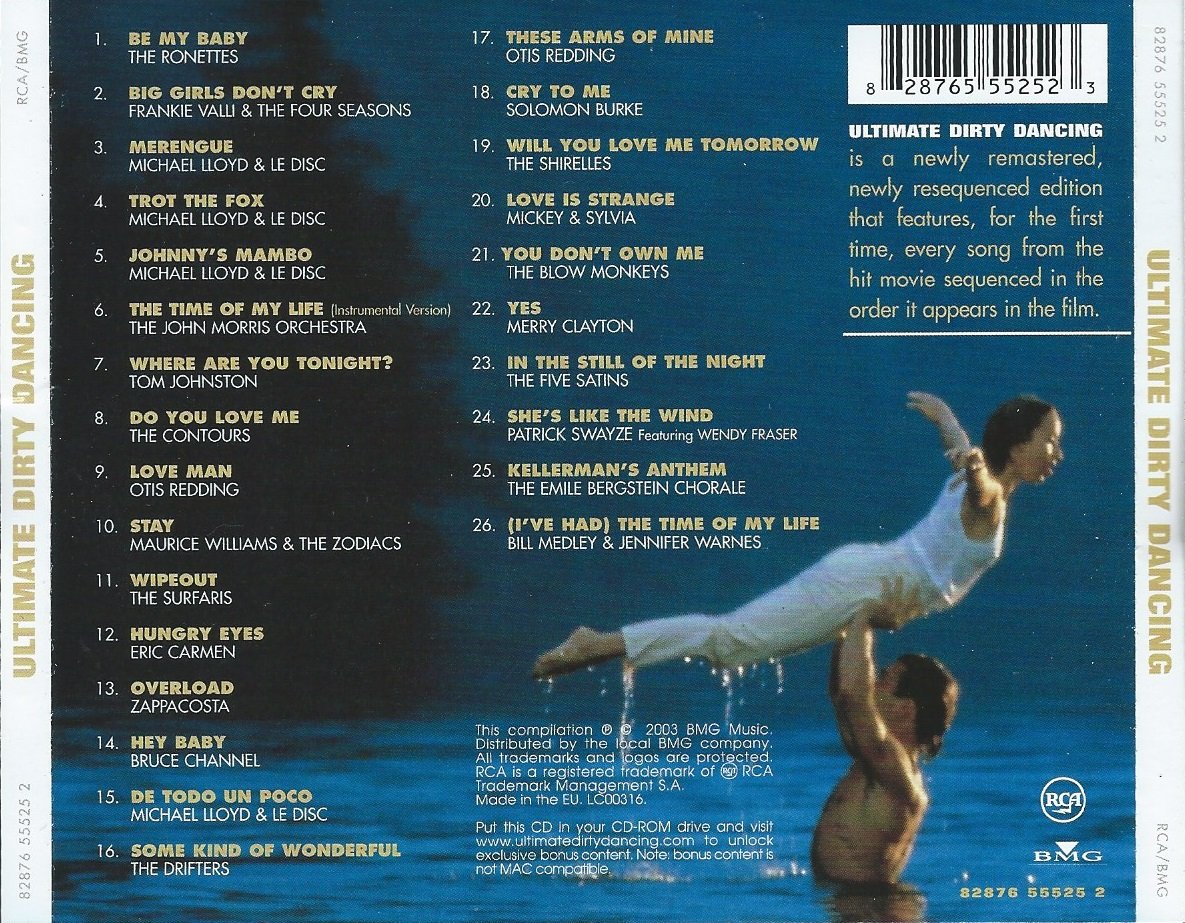 RCA/BMG
ULTIMATE DIRTY DANCING
82876 55525 2
1. BE MY BABY
THE RONETTES
2. BIG GIRLS DON'T CRY
FRANKIE VALLI & THE FOUR SEASONS
3. MERENGUE
MICHAEL LLOYD & LE DISC
4. TROT THE FOX
MICHAEL LLOYD & LE DISC
5. JOHNNY'S MAMBO
MICHAEL LLOYD & LE DISC
6. THE TIME OF MY LIFE (Instrumental Version)
THE JOHN MORRIS ORCHESTRA
7. WHERE ARE YOU TONIGHT?
TOM JOHNSTON
8. DO YOU LOVE ME
THE CONTOURS
9. LOVE MAN
OTIS REDDING
10. STAY
MAURICE WILLIAMS & THE ZODIACS
11. WIPEOUT
THE SURFARIS
12. HUNGRY EYES
ERIC CARMEN
13. OVERLOAD
ZAPPACOSTA
14. HEY BABY
BRUCE CHANNEL
15. DE TODO UN POCO
MICHAEL LLOYD & LE DISC
16. SOME KIND OF WONDERFUL
THE DRIFTERS
17. THESE ARMS OF MINE
OTIS REDDING
18. CRY TO ME
SOLOMON BURKE
19. WILL YOU LOVE ME TOMORROW
THE SHIRELLES
20. LOVE IS STRANGE
MICKEY & SYLVIA
21. YOU DON'T OWN ME
THE BLOW MONKEYS
22. YES
MERRY CLAYTON
23. IN THE STILL OF THE NIGHT
THE FIVE SATINS
24. SHE'S LIKE THE WIND
PATRICK SWAYZE Featuring WENDY FRASER
25. KELLERMAN'S ANTHEM
THE EMILE BERGSTEIN CHORALE
26. (I'VE HAD) THE TIME OF MY LIFE
BILL MEDLEY & JENNIFER WARNES
This compilation ℗ © 2003 BMG Music.
Distributed by the local BMG company.
All trademarks and logos are protected.
RCA is a registered trademark of RCA RCA
Trademark Management S.A.
Made in the EU. LC00316.
Put this CD in your CD-ROM drive and visit
www.ultimatedirtydancing.com to unlock
exclusive bonus content. Note: bonus content is
not MAC compatible.
8 28765 55252 3
ULTIMATE DIRTY DANCING
is a newly remastered,
newly resequenced edition
that features, for the first
time, every song from the
hit movie sequenced in the
order it appears in the film.
RCA
BMG
82876 55525 2
82876 55525 2
ULTIMATE DIRTY DANCING
RCA/BMG